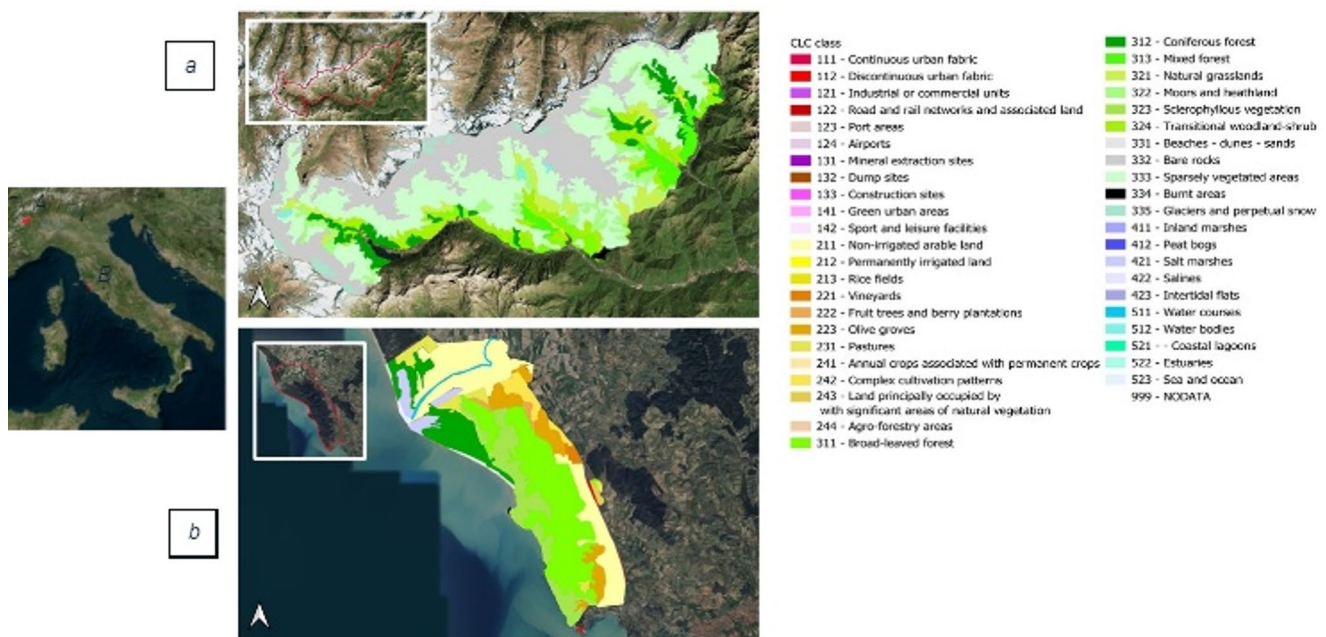 a
b
A
B
CLC class
111 - Continuous urban fabric
112 - Discontinuous urban fabric
121 - Industrial or commercial units
122 - Road and rail networks and associated land
123 - Port areas
124 - Airports
131 - Mineral extraction sites
132 - Dump sites
133 - Construction sites
141 - Green urban areas
142 - Sport and leisure facilities
211 - Non-irrigated arable land
212 - Permanently irrigated land
213 - Rice fields
221 - Vineyards
222 - Fruit trees and berry plantations
223 - Olive groves
231 - Pastures
241 - Annual crops associated with permanent crops
242 - Complex cultivation patterns
243 - Land principally occupied by
with significant areas of natural vegetation
244 - Agro-forestry areas
311 - Broad-leaved forest
312 - Coniferous forest
313 - Mixed forest
321 - Natural grasslands
322 - Moors and heathland
323 - Sclerophyllous vegetation
324 - Transitional woodland-shrub
331 - Beaches - dunes - sands
332 - Bare rocks
333 - Sparsely vegetated areas
334 - Burnt areas
335 - Glaciers and perpetual snow
411 - Inland marshes
412 - Peat bogs
421 - Salt marshes
422 - Salines
423 - Intertidal flats
511 - Water courses
512 - Water bodies
521 - - Coastal lagoons
522 - Estuaries
523 - Sea and ocean
999 - NODATA